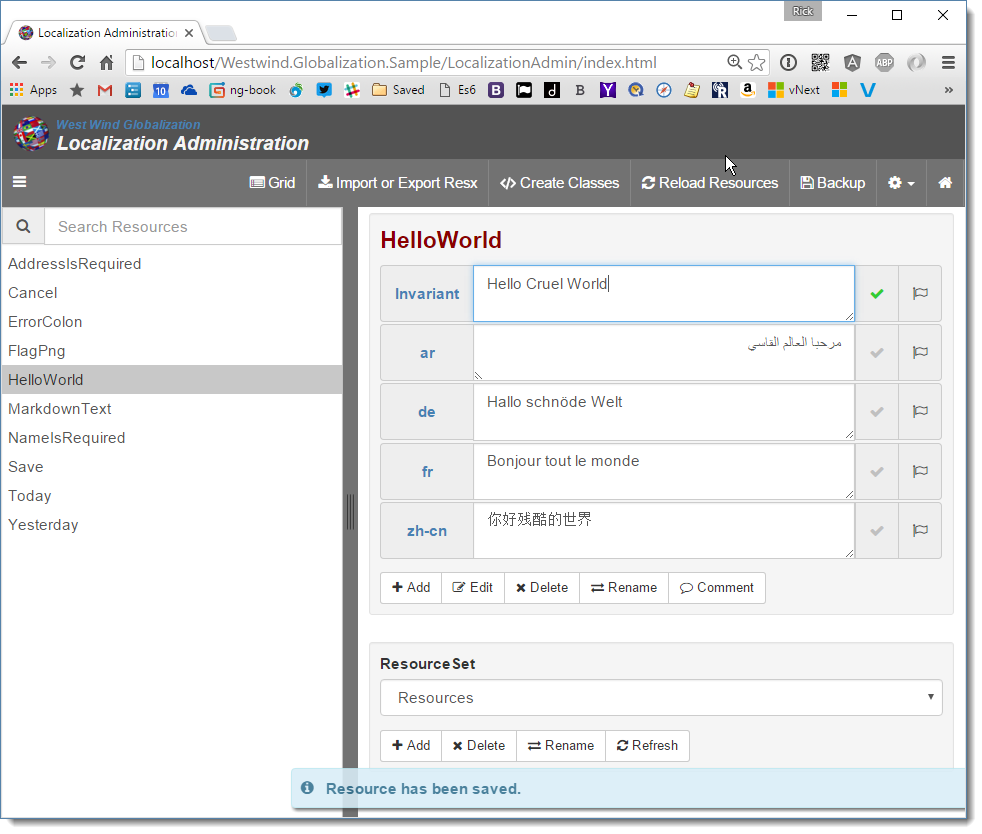 Rick
Localization Administration
localhost/Westwind.Globalization.Sample/LocalizationAdmin/index.html
Apps 10 ng-book Saved Es6 B vNext »
West Wind Globalization
Localization Administration
Grid Import or Export Resx Create Classes Reload Resources Backup
Search Resources
AddressIsRequired
Cancel
ErrorColon
FlagPng
HelloWorld
MarkdownText
NameIsRequired
Save
Today
Yesterday
HelloWorld
Invariant Hello Cruel World
ar مرحبا العالم القاسي
de Hallo schnöde Welt
fr Bonjour tout le monde
zh-cn 你好残酷的世界
Add Edit Delete Rename Comment
ResourceSet
Resources
Add Delete Rename Refresh
Resource has been saved.